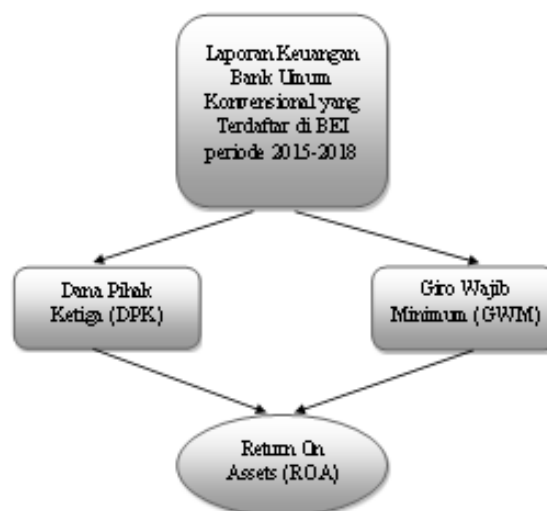 Laporan Keuangan
Bank Umum
Konvensional yang
Terdaftar di BEI
periode 2015-2018
Dana Pihak
Ketiga (DPK)
Giro Wajib
Minimum (GWM)
Return On
Assets (ROA)